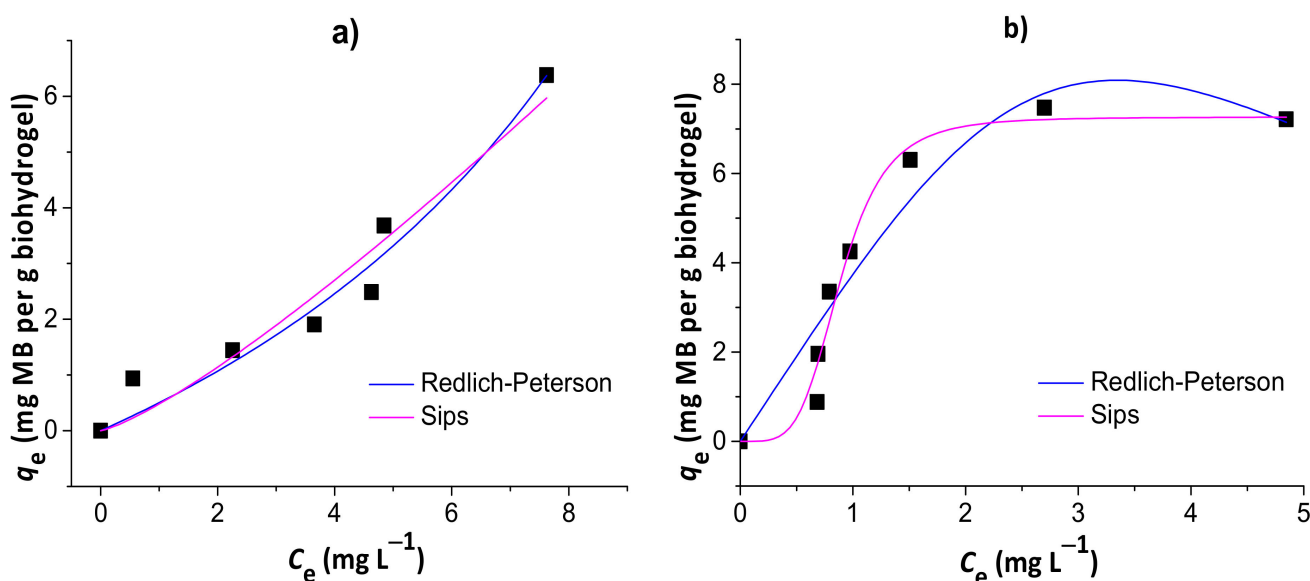 a)
6
4
2
0
0 2 4 6 8
qe (mg MB per g biohydrogel)
Ce (mg L−1)
Redlich-Peterson
Sips
b)
8
6
4
2
0
0 1 2 3 4 5
qe (mg MB per g biohydrogel)
Ce (mg L−1)
Redlich-Peterson
Sips